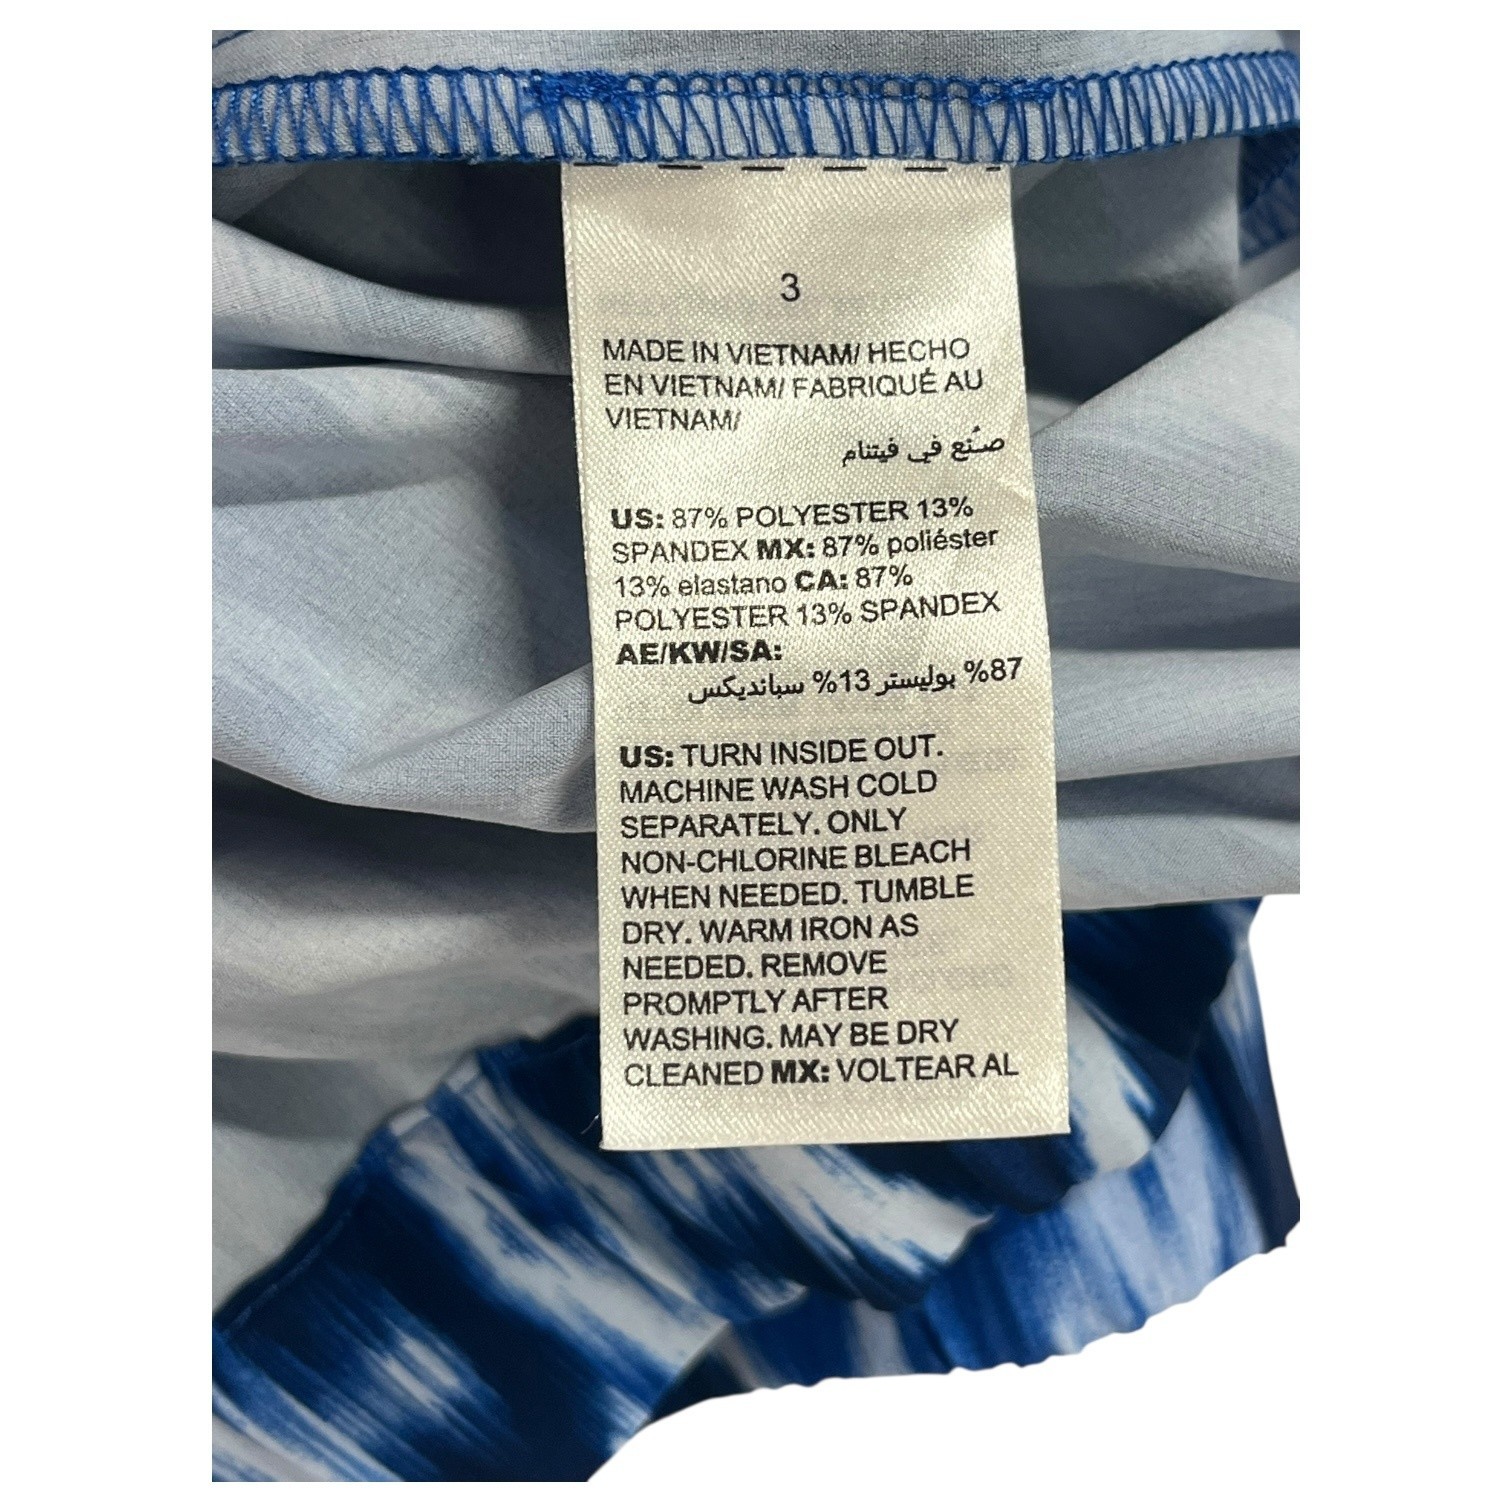 3
MADE IN VIETNAM/ HECHO
EN VIETNAM/ FABRIQUÉ AU
VIETNAM/
صُنع في فيتنام
US: 87% POLYESTER 13%
SPANDEX MX: 87% poliéster
13% elastano CA: 87%
POLYESTER 13% SPANDEX
AE/KW/SA:
87% بوليستر 13% سبانديكس
US: TURN INSIDE OUT.
MACHINE WASH COLD
SEPARATELY. ONLY
NON-CHLORINE BLEACH
WHEN NEEDED. TUMBLE
DRY. WARM IRON AS
NEEDED. REMOVE
PROMPTLY AFTER
WASHING. MAY BE DRY
CLEANED MX: VOLTEAR AL